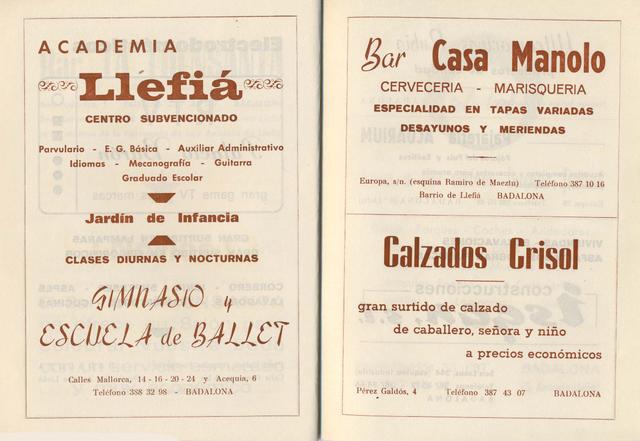 ACADEMIA
Llefiá
CENTRO SUBVENCIONADO
Parvulario - E. G. Básica - Auxiliar Administrativo
Idiomas - Mecanografía - Guitarra
Graduado Escolar
Jardín de Infancia
CLASES DIURNAS Y NOCTURNAS
GIMNASIO y
ESCUELA de BALLET
Calles Mallorca, 14 - 16 - 20 - 24 y Acequia, 6
Teléfono 388 32 98 - BADALONA
Bar Casa Manolo
CERVECERIA - MARISQUERIA
ESPECIALIDAD EN TAPAS VARIADAS
DESAYUNOS Y MERIENDAS
Europa, s/n. (esquina Ramiro de Maeztu) Teléfono 387 10 16
Barrio de Llefiá BADALONA
Calzados Crisol
gran surtido de calzado
de caballero, señora y niño
a precios económicos
Pérez Galdós, 4 Teléfono 387 43 07 BADALONA